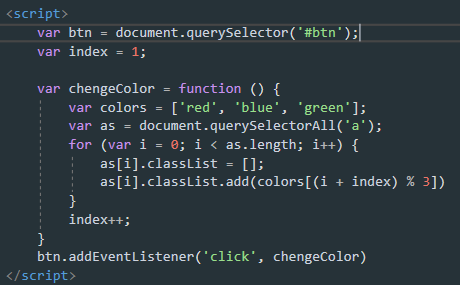 <script>
var btn = document.querySelector('#btn');
var index = 1;
var chengeColor = function () {
var colors = ['red', 'blue', 'green'];
var as = document.querySelectorAll('a');
for (var i = 0; i < as.length; i++) {
as[i].classList = [];
as[i].classList.add(colors[(i + index) % 3])
}
index++;
}
btn.addEventListener('click', chengeColor)
</script>